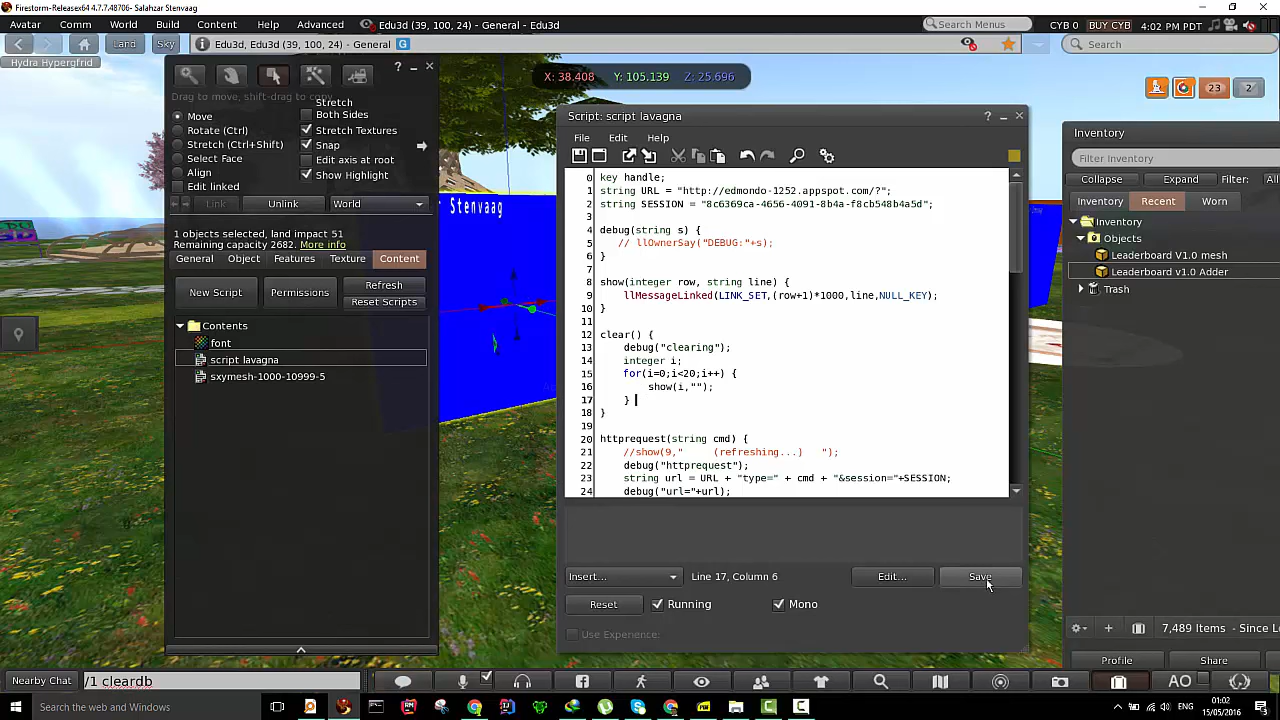 Firestorm-Releasex64 4.7.7.48706- Salahzar Stenvaag
Avatar Comm World Build Content Help Advanced Edu3d (39, 100, 24) - General - Edu3d Search Menus CYB 0 BUY CYB 4:02 PM PDT
Land Sky Edu3d, Edu3d (39, 100, 24) - General G Search
Hydra Hypergfrid
X: 38.408 Y: 105.139 Z: 25.696
23 2
Drag to move, shift-drag to copy
Move
Rotate (Ctrl)
Stretch (Ctrl+Shift)
Select Face
Align
Edit linked
Stretch
Both Sides
Stretch Textures
Snap
Edit axis at root
Show Highlight
Link Unlink World
1 objects selected, land impact 51
Remaining capacity 2682. More info
General Object Features Texture Content
New Script Permissions Refresh
Reset Scripts
Contents
font
script lavagna
sxymesh-1000-10999-5
Stenvaag
Script: script lavagna
File Edit Help
0 key handle;
1 string URL = "http://edmondo-1252.appspot.com/?";
2 string SESSION = "8c6369ca-4656-4091-8b4a-f8cb548b4a5d";
3
4 debug(string s) {
5 // llOwnerSay("DEBUG:"+s);
6 }
7
8 show(integer row, string line) {
9 llMessageLinked(LINK_SET,(row+1)*1000,line,NULL_KEY);
10 }
11
12 clear() {
13 debug("clearing");
14 integer i;
15 for(i=0;i<20;i++) {
16 show(i,"");
17 }
18 }
19
20 httprequest(string cmd) {
21 //show(9," (refreshing...) ");
22 debug("httprequest");
23 string url = URL + "type=" + cmd + "&session="+SESSION;
24 debug("url="+url);
Insert... Line 17, Column 6 Edit... Save
Reset Running Mono
Use Experience:
Inventory
Filter Inventory
Collapse Expand Filter: All
Inventory Recent Worn
Inventory
Objects
Leaderboard V1.0 mesh
Leaderboard v1.0 Adder
Trash
7,489 Items - Since Lo
Profile Share
Nearby Chat /1 cleardb AO
Search the web and Windows
01:02
15/05/2016